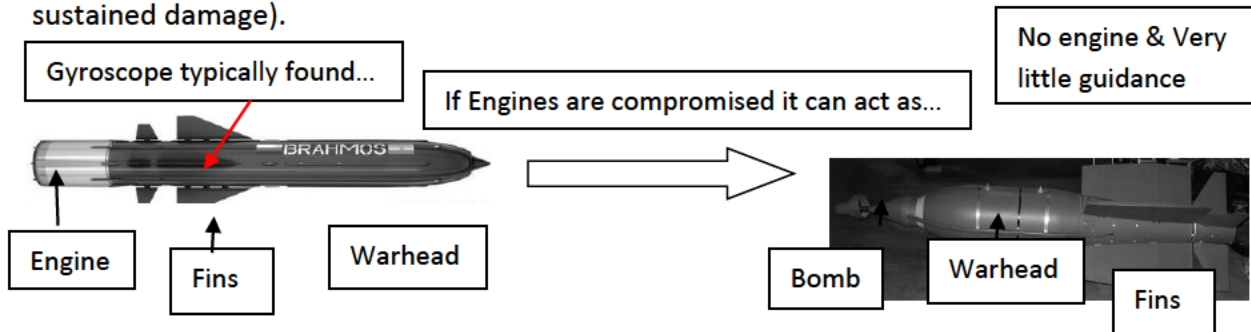 sustained damage).
Gyroscope typically found...
If Engines are compromised it can act as...
No engine & Very
little guidance
BRAHMOS
Engine
Fins
Warhead
Bomb
Warhead
Fins